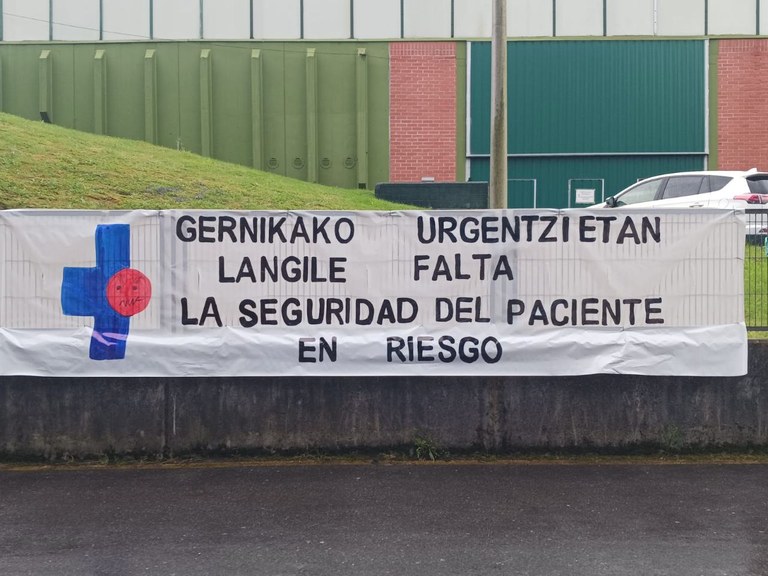 GERNIKAKO URGENTZIETAN
LANGILE FALTA
LA SEGURIDAD DEL PACIENTE
EN RIESGO